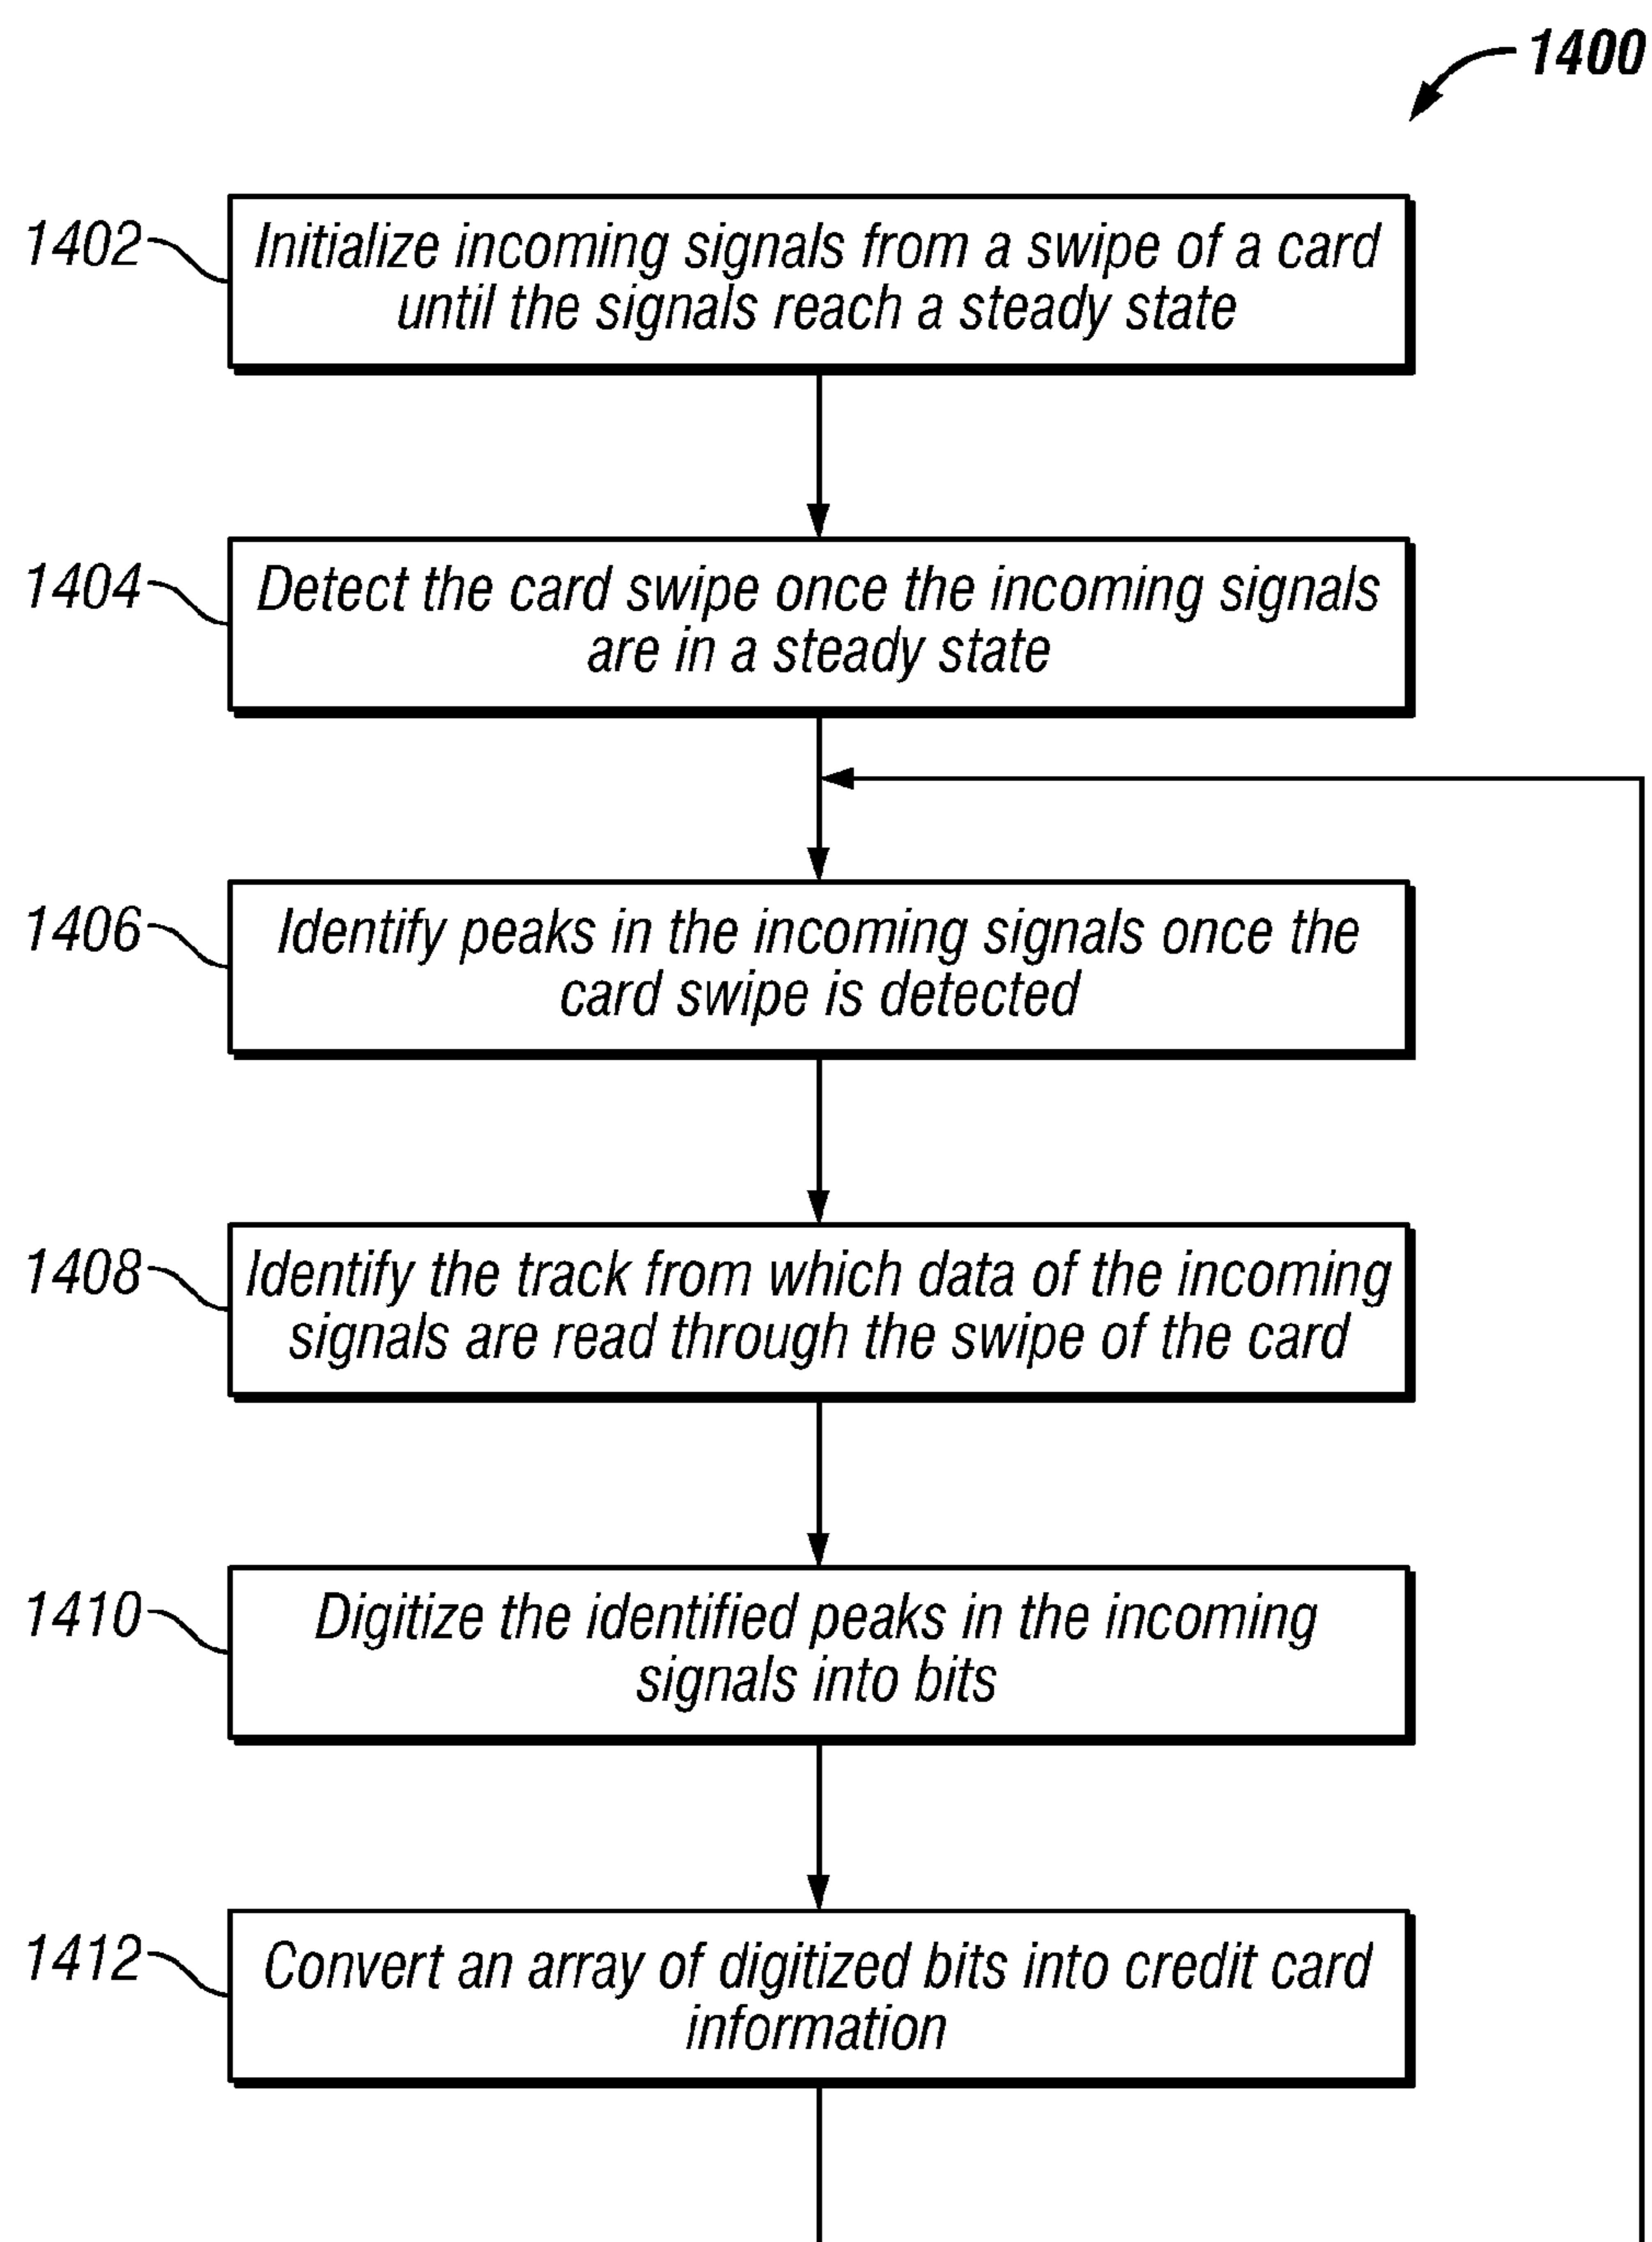 1400
1402
Initialize incoming signals from a swipe of a card
until the signals reach a steady state
1404
Detect the card swipe once the incoming signals
are in a steady state
1406
Identify peaks in the incoming signals once the
card swipe is detected
1408
Identify the track from which data of the incoming
signals are read through the swipe of the card
1410
Digitize the identified peaks in the incoming
signals into bits
1412
Convert an array of digitized bits into credit card
information